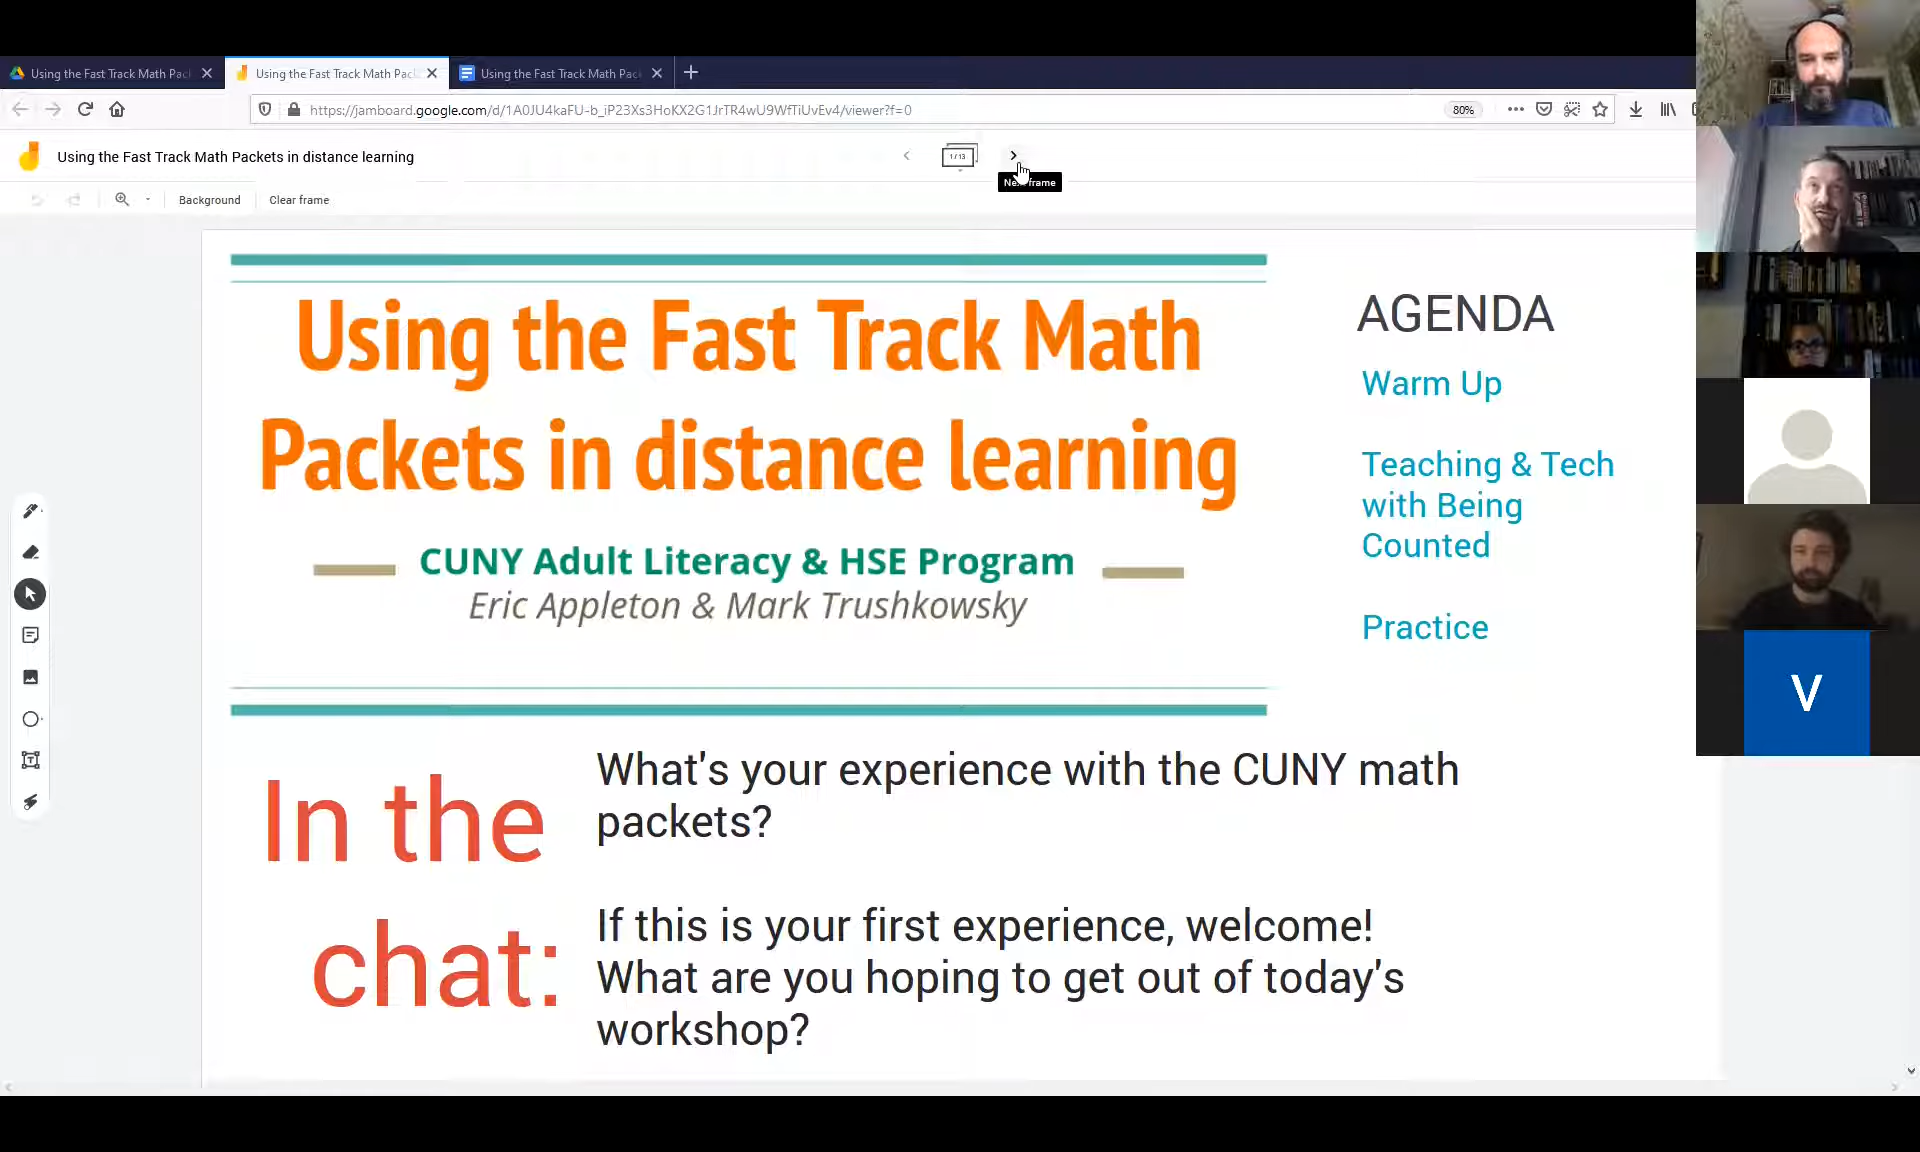 Using the Fast Track Math Pac
Using the Fast Track Math Pac
Using the Fast Track Math Pac
https://jamboard.google.com/d/1A0JU4kaFU-b_iP23Xs3HoKX2G1JrTR4wU9WfTiUvEv4/viewer?f=0
80%
Using the Fast Track Math Packets in distance learning
1 / 13
Next frame
Background
Clear frame
Using the Fast Track Math
Packets in distance learning
CUNY Adult Literacy & HSE Program
Eric Appleton & Mark Trushkowsky
AGENDA
Warm Up
Teaching & Tech
with Being
Counted
Practice
In the
chat:
What's your experience with the CUNY math
packets?
If this is your first experience, welcome!
What are you hoping to get out of today's
workshop?
V